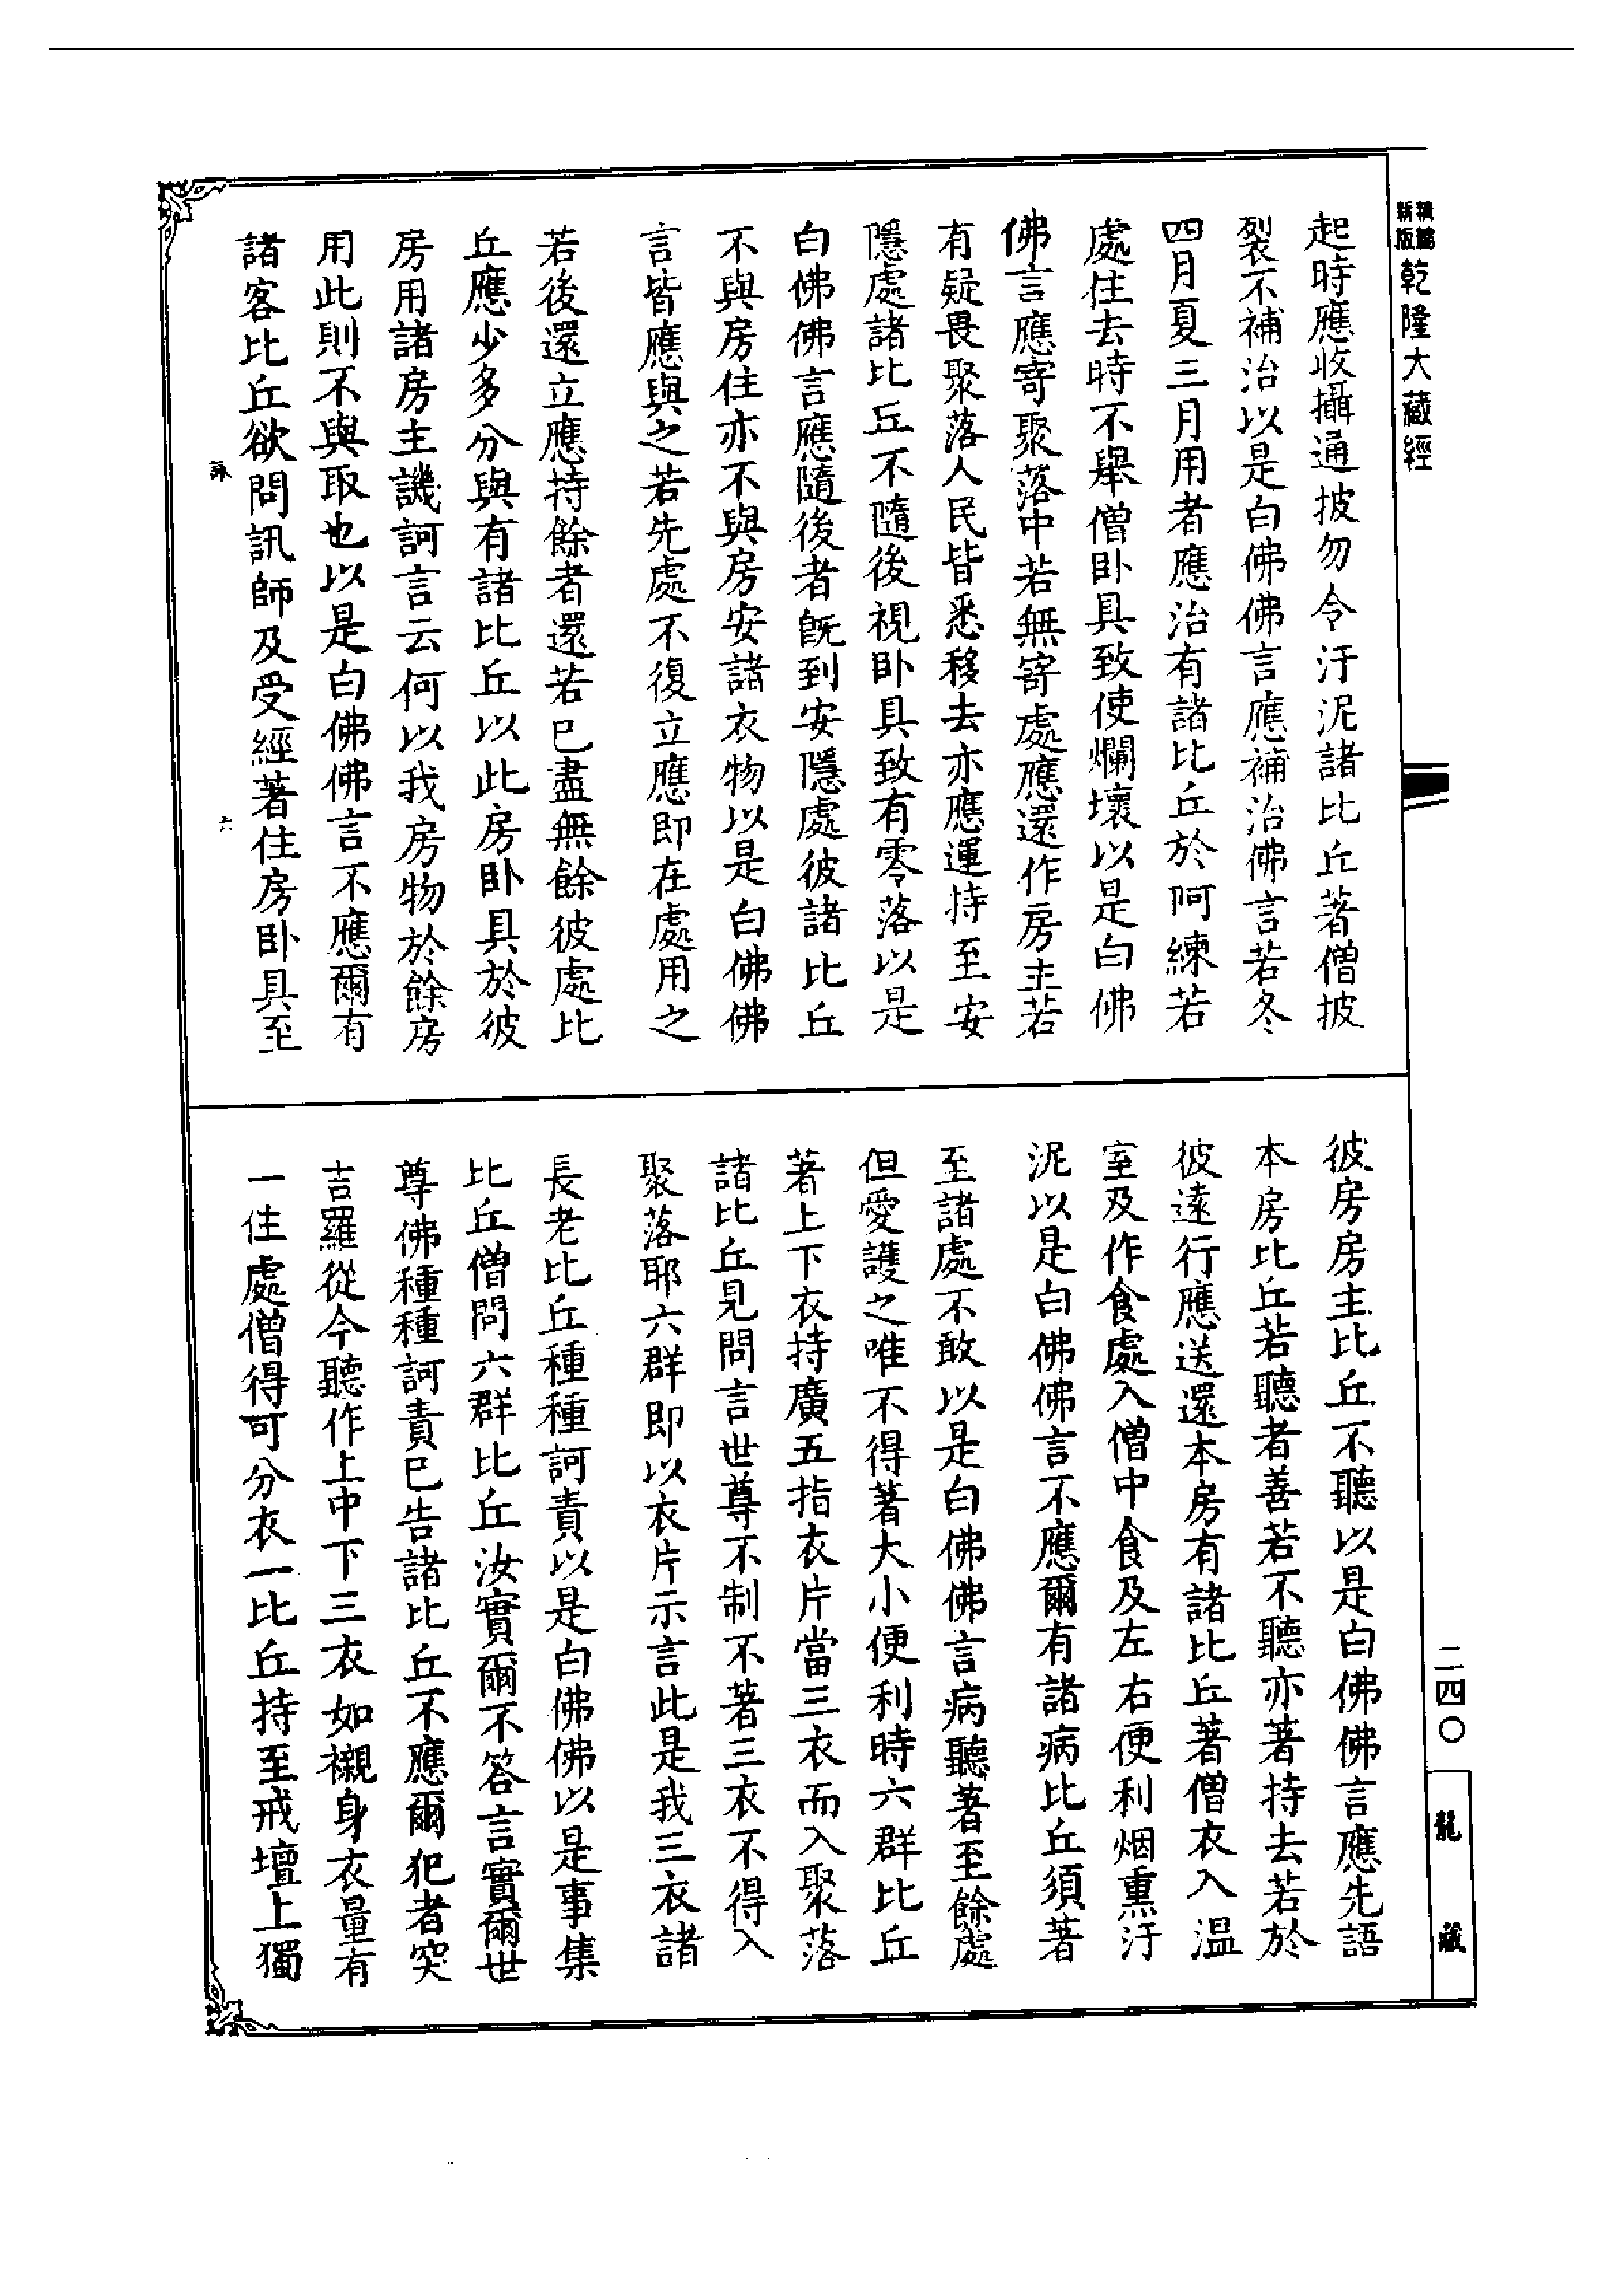 新版精縮乾隆大藏經
起時應收攝通披勿令汙泥諸比丘著僧披
裂不補治以是白佛佛言應補治佛言若冬
四月夏三月用者應治有諸比丘於阿練若
處住去時不舉僧卧具致使爛壞以是白佛
佛言應寄聚落中若無寄處應還作房主若
有疑畏聚落人民皆悉移去亦應運持至安
隱處諸比丘不隨後視卧具致有零落以是
白佛佛言應隨後者既到安隱處彼諸比丘
不與房住亦不與房安諸衣物以是白佛佛
言皆應與之若先處不復立應即在處用之
若後還立應持餘者還若已盡無餘彼處比
丘應少多分與有諸比丘以此房卧具於彼
房用諸房主譏訶言云何以我房物於餘房
用此則不與取也以是白佛佛言不應爾有
諸客比丘欲問訊師及受經著住房卧具至
六
彼房房主比丘不聽以是白佛佛言應先語
本房比丘若聽者善若不聽亦著持去若於
彼遠行應送還本房有諸比丘著僧衣入溫
室及作食處入僧中食及左右便利烟熏汙
泥以是白佛佛言不應爾有諸病比丘須著
至諸處不敢以是白佛佛言病聽著至餘處
但愛護之唯不得著大小便利時六群比丘
著上下衣持廣五指衣片當三衣而入聚落
諸比丘見問言世尊不制不著三衣不得入
聚落耶六群即以衣片示言此是我三衣諸
長老比丘種種訶責以是白佛佛以是事集
比丘僧問六群比丘汝實爾不答言實爾世
尊佛種種訶責已告諸比丘不應爾犯者突
吉羅從今聽作上中下三衣如襯身衣量有
一住處僧得可分衣一比丘持至戒壇上獨
二四〇
龍藏